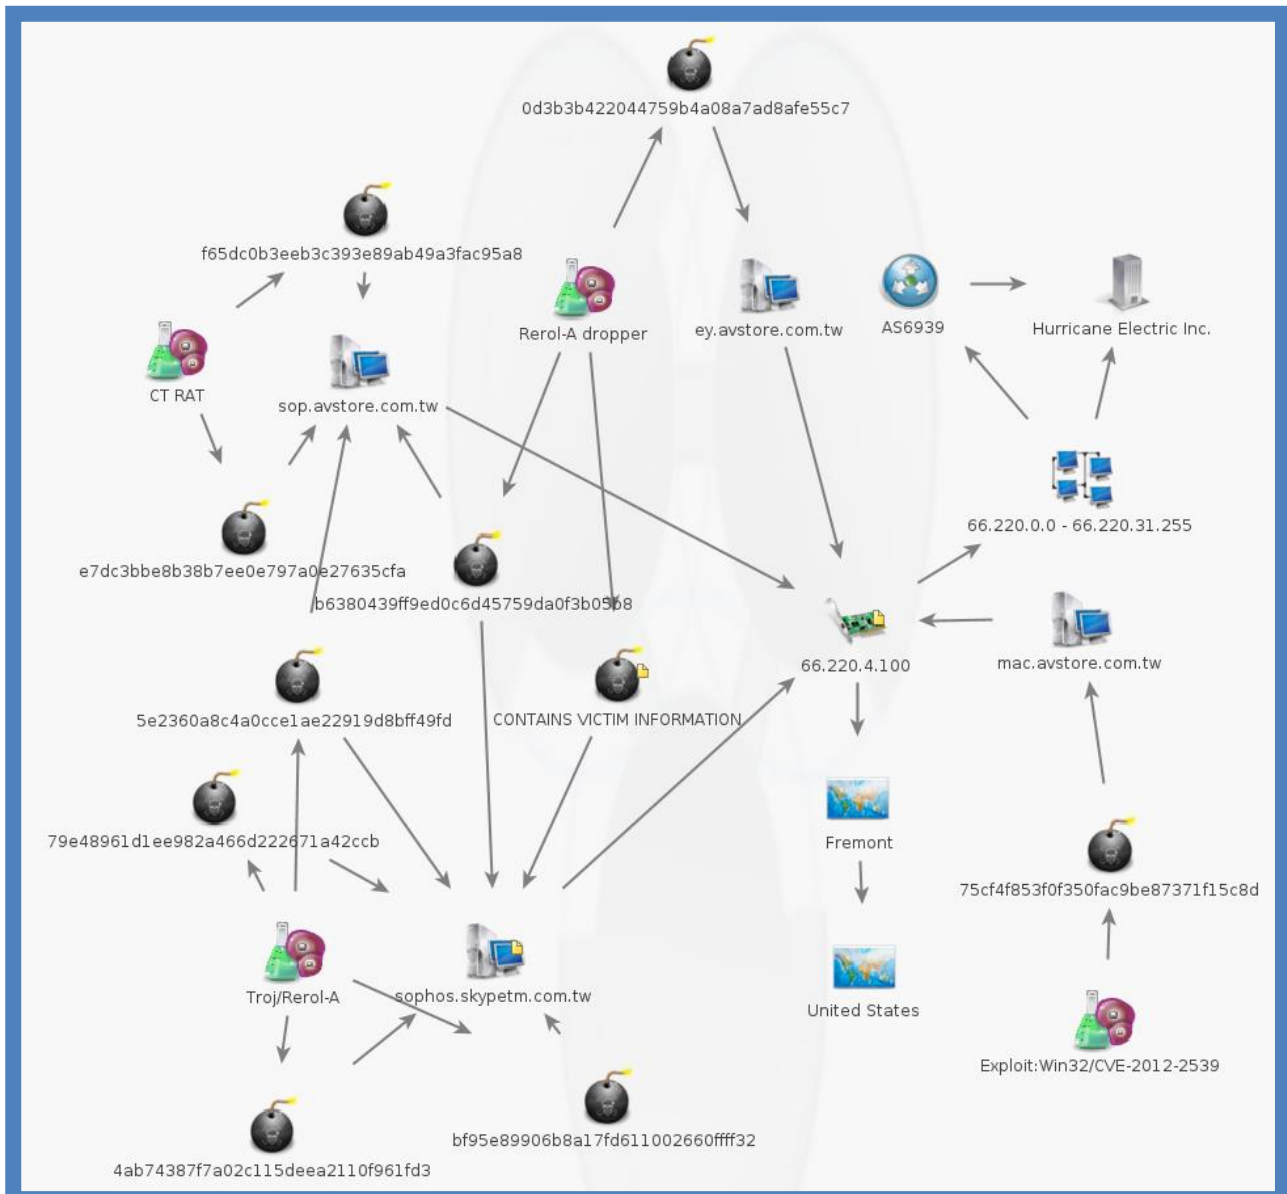 0d3b3b422044759b4a08a7ad8afe55c7
f65dc0b3eeb3c393e89ab49a3fac95a8
Rerol-A dropper
ey.avstore.com.tw
AS6939
Hurricane Electric Inc.
CT RAT
sop.avstore.com.tw
66.220.0.0 - 66.220.31.255
e7dc3bbe8b38b7ee0e797a0e27635cfa
b6380439ff9ed0c6d45759da0f3b05b8
66.220.4.100
mac.avstore.com.tw
5e2360a8c4a0cce1ae22919d8bff49fd
CONTAINS VICTIM INFORMATION
79e48961d1ee982a466d222671a42ccb
Fremont
75cf4f853f0f350fac9be87371f15c8d
Troj/Rerol-A
sophos.skypetm.com.tw
United States
Exploit:Win32/CVE-2012-2539
bf95e89906b8a17fd611002660ffff32
4ab74387f7a02c115deea2110f961fd3